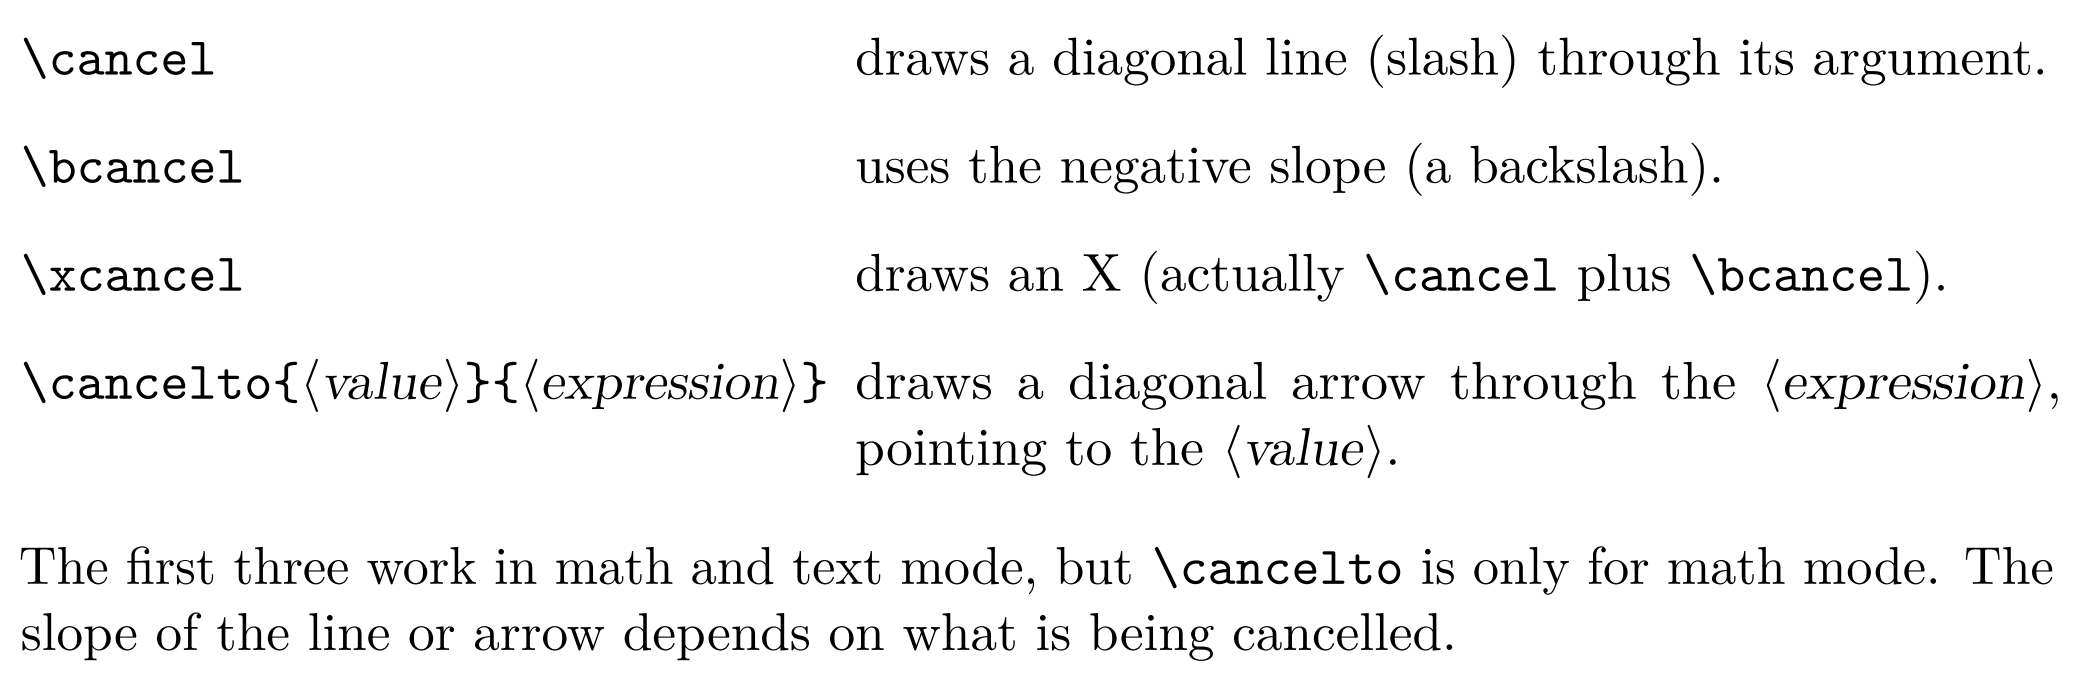 \cancel draws a diagonal line (slash) through its argument.
\bcancel uses the negative slope (a backslash).
\xcancel draws an X (actually \cancel plus \bcancel).
\cancelto{⟨value⟩}{⟨expression⟩} draws a diagonal arrow through the ⟨expression⟩,
pointing to the ⟨value⟩.
The first three work in math and text mode, but \cancelto is only for math mode. The
slope of the line or arrow depends on what is being cancelled.